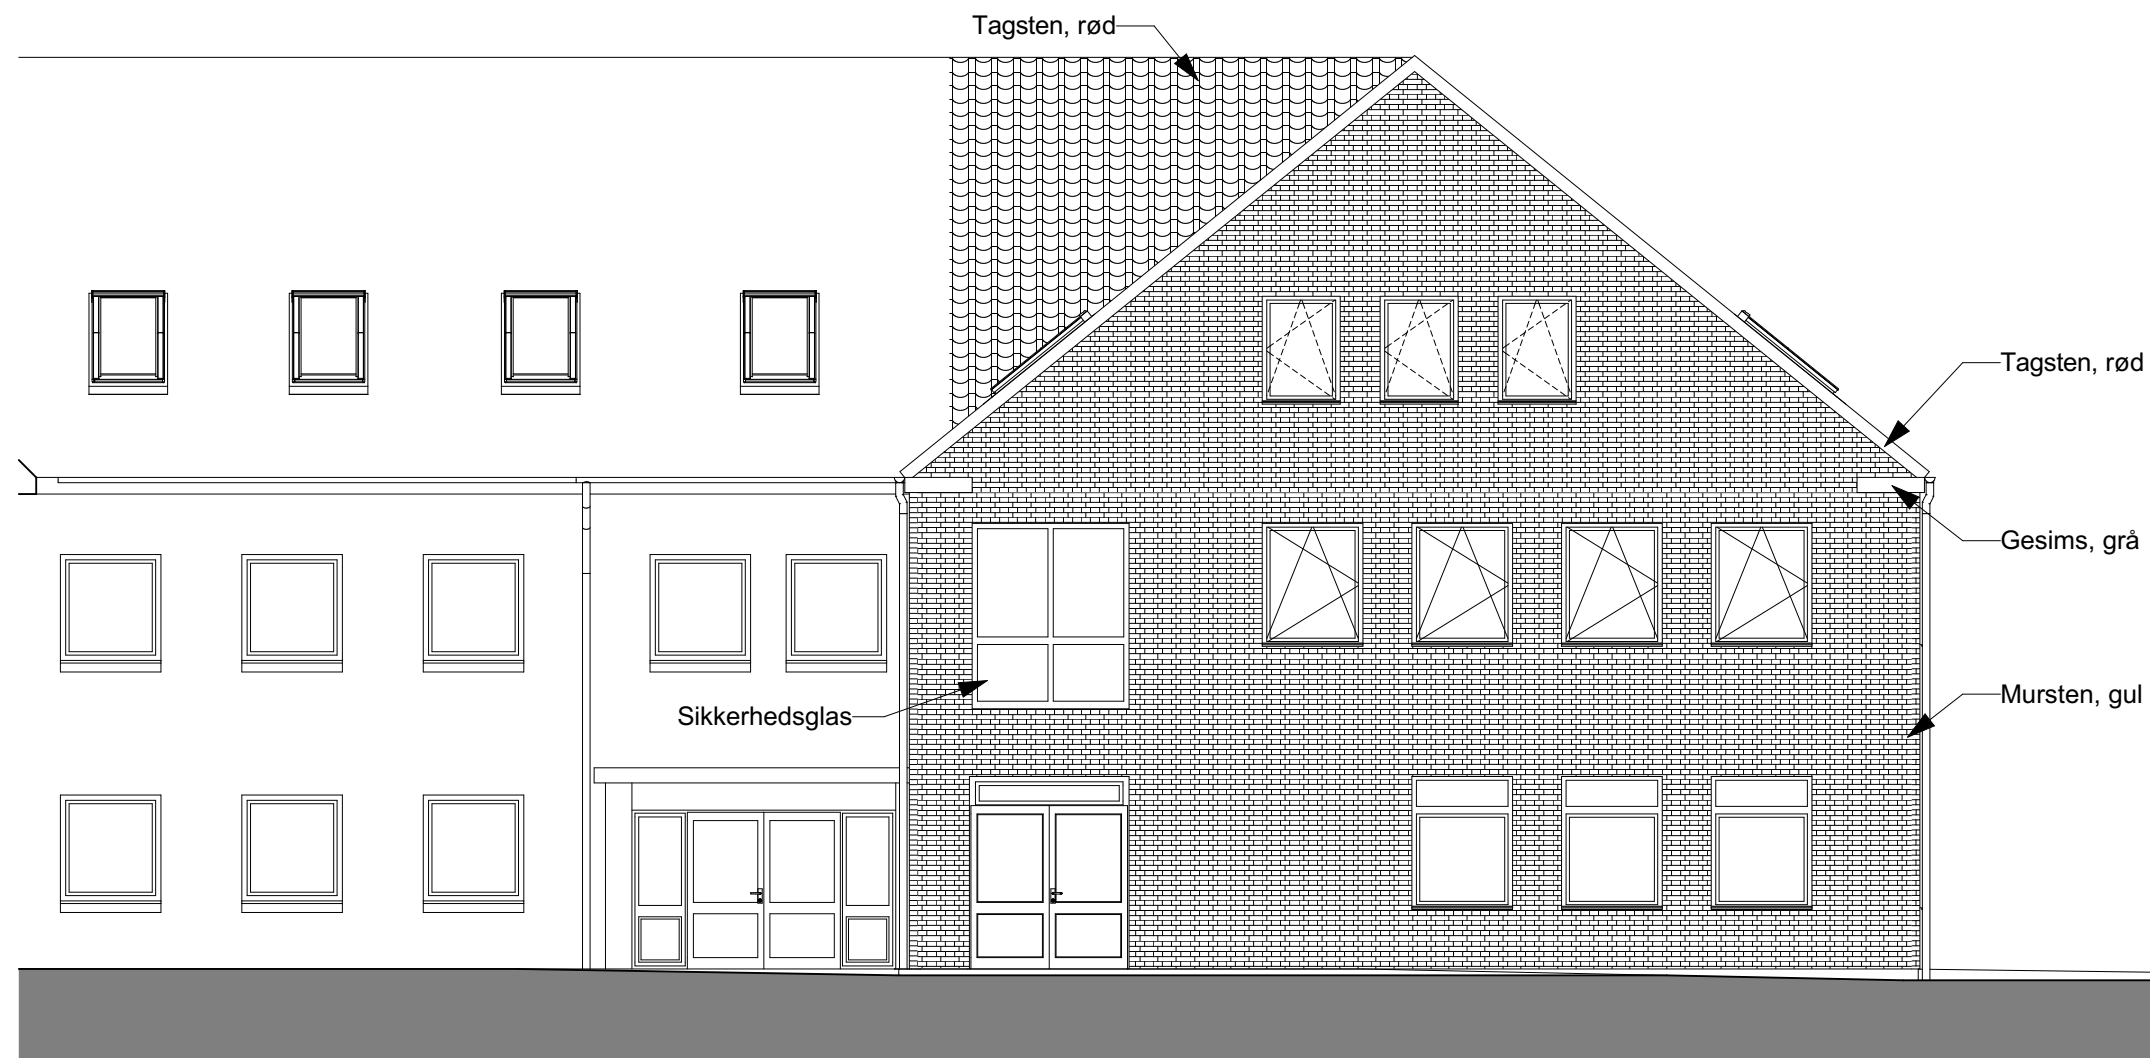 Tagsten, rød
Tagsten, rød
Gesims, grå
Sikkerhedsglas
Mursten, gul